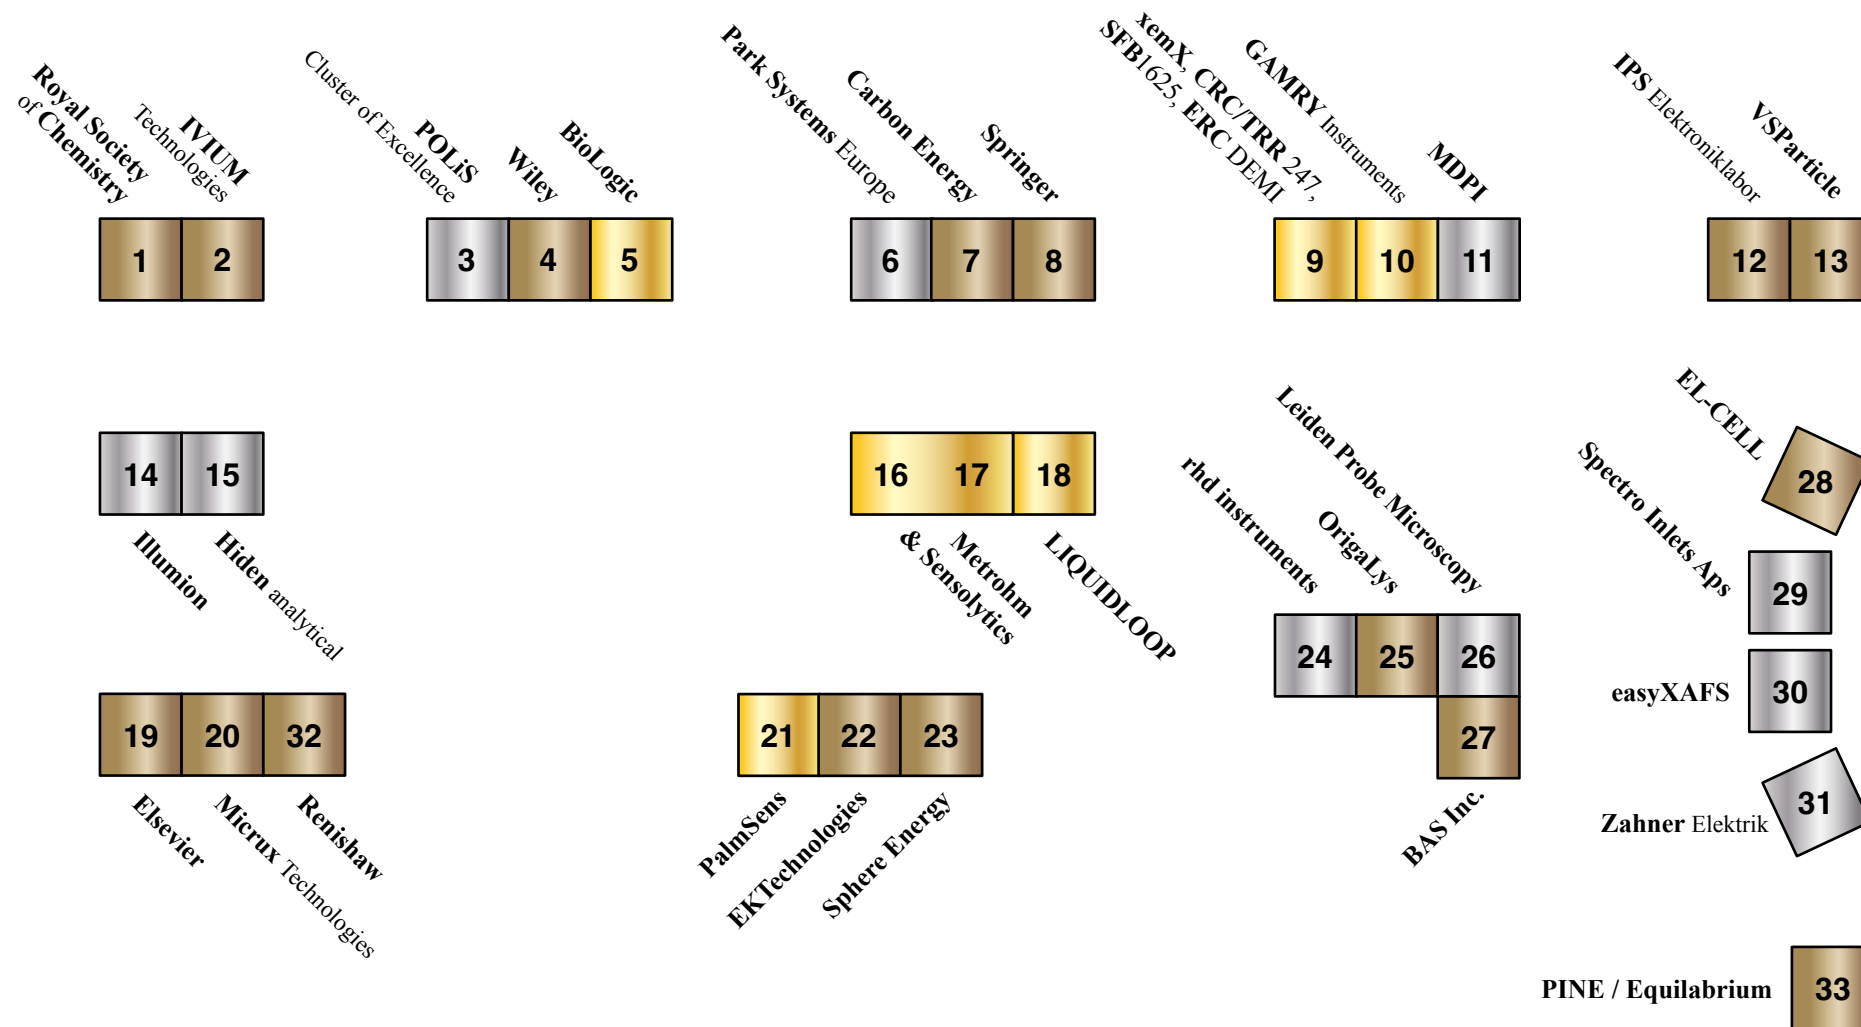 Royal Society
of Chemistry
IVIUM
Technologies
Cluster of Excellence
POLiS
Wiley
BioLogic
Park Systems Europe
Carbon Energy
Springer
xemX, CRC/TRR 247,
SFB1625, ERC DEMI
GAMRY Instruments
MDPI
IPS Elektroniklabor
VSParticle
1
2
3
4
5
6
7
8
9
10
11
12
13
14
15
Illumion
Hiden analytical
16
17
18
Metrohm
& Sensolytics
LIQUIDLOOP
rhd instruments
OrigaLys
Leiden Probe Microscopy
24
25
26
27
BAS Inc.
EL-CELL
28
Spectro Inlets Aps
29
easyXAFS
30
Zahner Elektrik
31
19
20
32
Elsevier
Micrux Technologies
Renishaw
21
22
23
PalmSens
EKTechnologies
Sphere Energy
PINE / Equilabrium
33